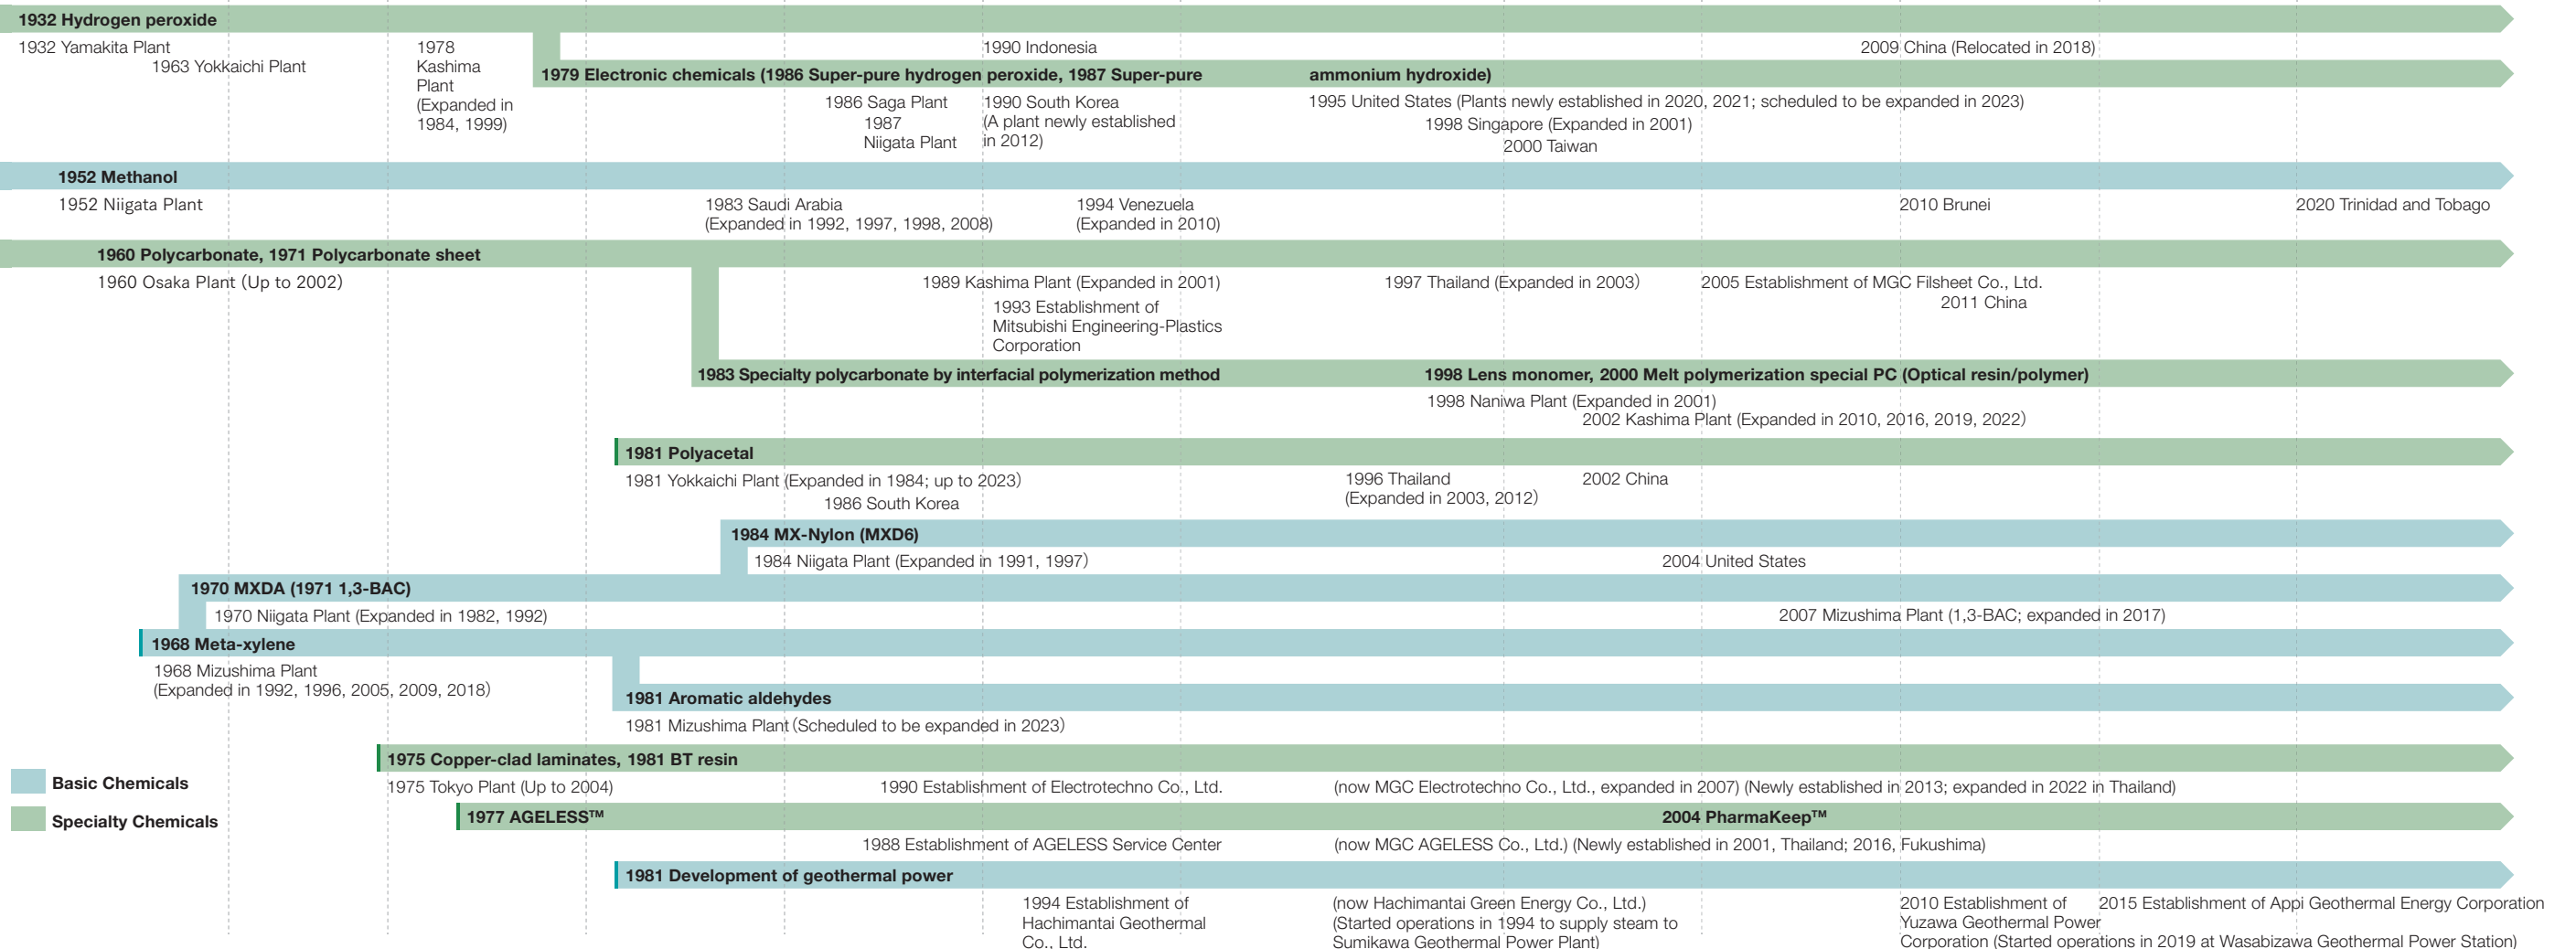 1932 Hydrogen peroxide
1932 Yamakita Plant
1963 Yokkaichi Plant
1978
Kashima
Plant
(Expanded in
1984, 1999)
1990 Indonesia
2009 China (Relocated in 2018)
1979 Electronic chemicals (1986 Super-pure hydrogen peroxide, 1987 Super-pure ammonium hydroxide)
1986 Saga Plant
1987
Niigata Plant
1990 South Korea
(A plant newly established
in 2012)
1995 United States (Plants newly established in 2020, 2021; scheduled to be expanded in 2023)
1998 Singapore (Expanded in 2001)
2000 Taiwan
1952 Methanol
1952 Niigata Plant
1983 Saudi Arabia
(Expanded in 1992, 1997, 1998, 2008)
1994 Venezuela
(Expanded in 2010)
2010 Brunei
2020 Trinidad and Tobago
1960 Polycarbonate, 1971 Polycarbonate sheet
1960 Osaka Plant (Up to 2002)
1989 Kashima Plant (Expanded in 2001)
1993 Establishment of
Mitsubishi Engineering-Plastics
Corporation
1997 Thailand (Expanded in 2003)
2005 Establishment of MGC Filsheet Co., Ltd.
2011 China
1983 Specialty polycarbonate by interfacial polymerization method
1998 Lens monomer, 2000 Melt polymerization special PC (Optical resin/polymer)
1998 Naniwa Plant (Expanded in 2001)
2002 Kashima Plant (Expanded in 2010, 2016, 2019, 2022)
1981 Polyacetal
1981 Yokkaichi Plant (Expanded in 1984; up to 2023)
1986 South Korea
1996 Thailand
(Expanded in 2003, 2012)
2002 China
1984 MX-Nylon (MXD6)
1984 Niigata Plant (Expanded in 1991, 1997)
2004 United States
1970 MXDA (1971 1,3-BAC)
1970 Niigata Plant (Expanded in 1982, 1992)
2007 Mizushima Plant (1,3-BAC; expanded in 2017)
1968 Meta-xylene
1968 Mizushima Plant
(Expanded in 1992, 1996, 2005, 2009, 2018)
1981 Aromatic aldehydes
1981 Mizushima Plant (Scheduled to be expanded in 2023)
1975 Copper-clad laminates, 1981 BT resin
1975 Tokyo Plant (Up to 2004)
1990 Establishment of Electrotechno Co., Ltd.
(now MGC Electrotechno Co., Ltd., expanded in 2007) (Newly established in 2013; expanded in 2022 in Thailand)
Basic Chemicals
Specialty Chemicals
1977 AGELESS™
2004 PharmaKeep™
1988 Establishment of AGELESS Service Center
(now MGC AGELESS Co., Ltd.) (Newly established in 2001, Thailand; 2016, Fukushima)
1981 Development of geothermal power
1994 Establishment of
Hachimantai Geothermal
Co., Ltd.
(now Hachimantai Green Energy Co., Ltd.)
(Started operations in 1994 to supply steam to
Sumikawa Geothermal Power Plant)
2010 Establishment of
Yuzawa Geothermal Power
Corporation (Started operations in 2019 at Wasabizawa Geothermal Power Station)
2015 Establishment of Appi Geothermal Energy Corporation